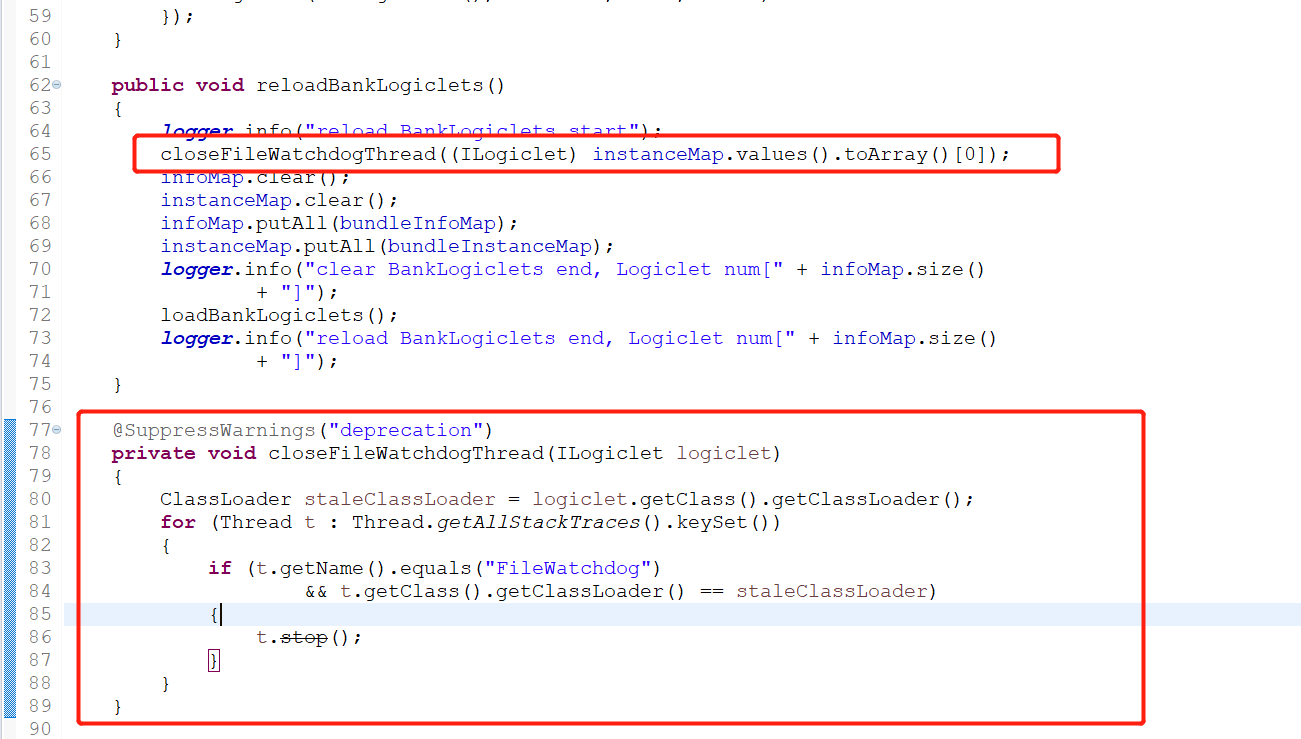 59 });
60 }
61
62 public void reloadBankLogiclets()
63 {
64 logger.info("reload BankLogiclets start");
65 closeFileWatchdogThread((ILogiclet) instanceMap.values().toArray()[0]);
66 infoMap.clear();
67 instanceMap.clear();
68 infoMap.putAll(bundleInfoMap);
69 instanceMap.putAll(bundleInstanceMap);
70 logger.info("clear BankLogiclets end, Logiclet num[" + infoMap.size()
71 + "]");
72 loadBankLogiclets();
73 logger.info("reload BankLogiclets end, Logiclet num[" + infoMap.size()
74 + "]");
75 }
76
77 @SuppressWarnings("deprecation")
78 private void closeFileWatchdogThread(ILogiclet logiclet)
79 {
80 ClassLoader staleClassLoader = logiclet.getClass().getClassLoader();
81 for (Thread t : Thread.getAllStackTraces().keySet())
82 {
83 if (t.getName().equals("FileWatchdog")
84 && t.getClass().getClassLoader() == staleClassLoader)
85 {
86 t.stop();
87 }
88 }
89 }
90